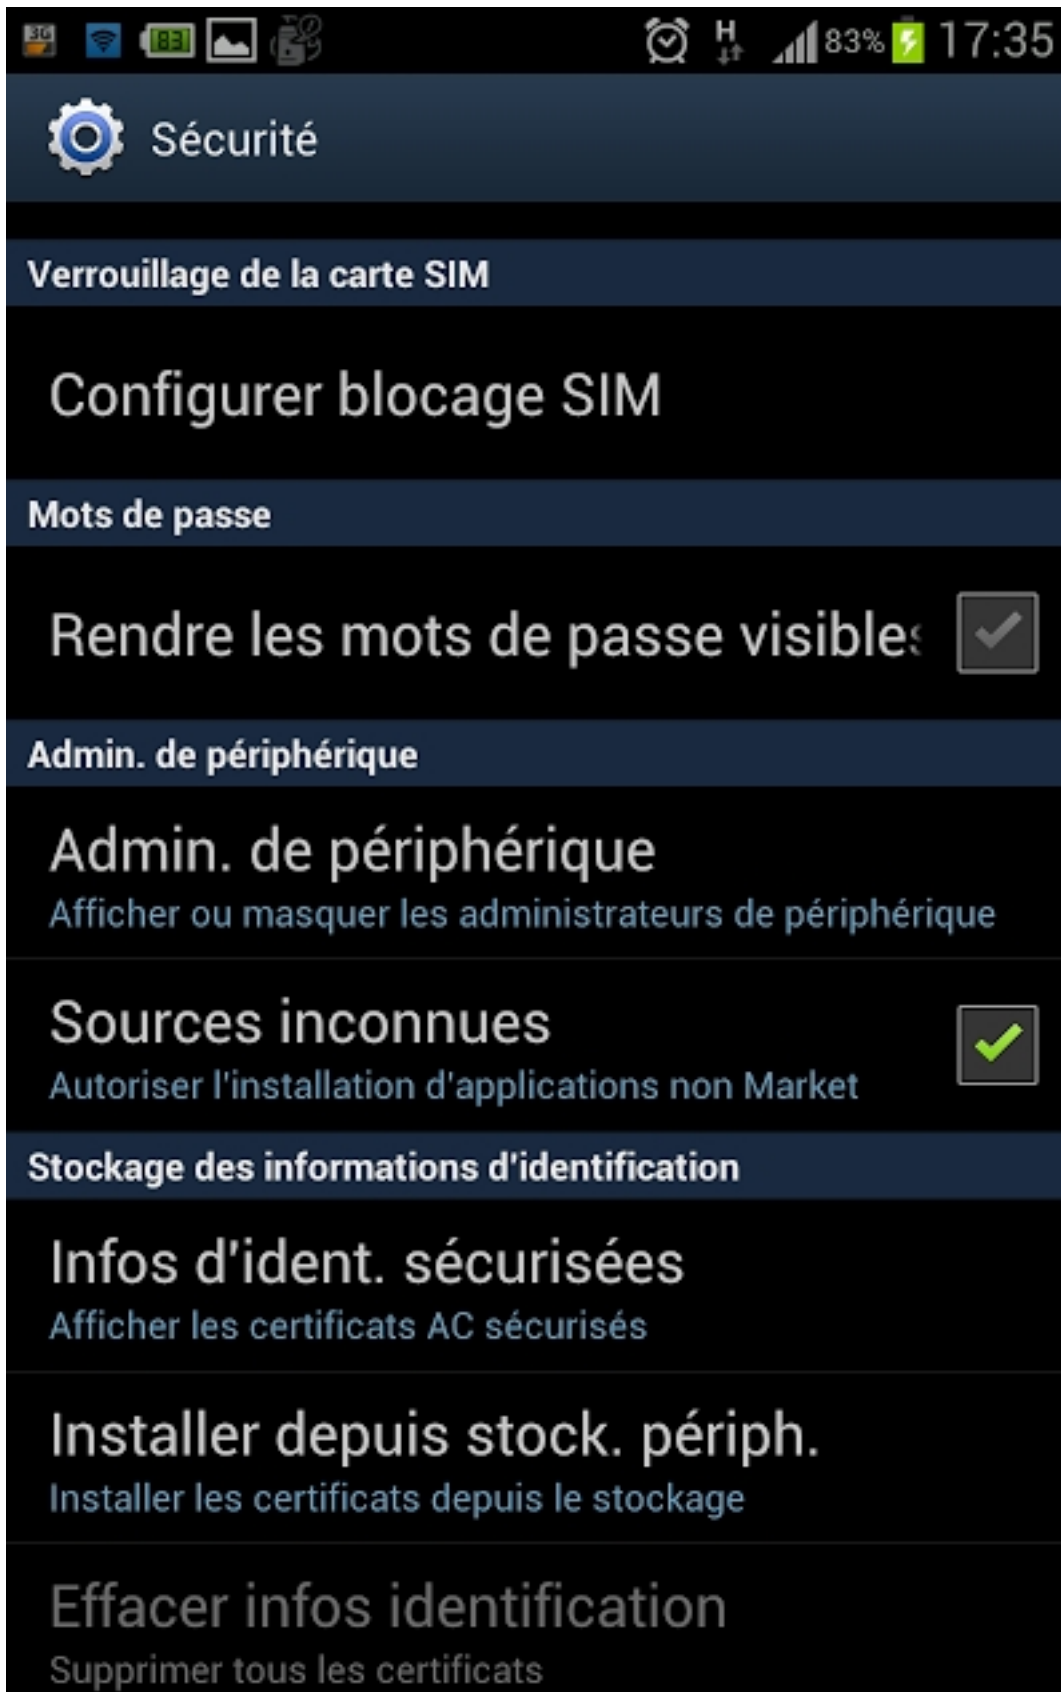 3G
83
H
83%
17:35
Sécurité
Verrouillage de la carte SIM
Configurer blocage SIM
Mots de passe
Rendre les mots de passe visibles
Admin. de périphérique
Admin. de périphérique
Afficher ou masquer les administrateurs de périphérique
Sources inconnues
Autoriser l'installation d'applications non Market
Stockage des informations d'identification
Infos d'ident. sécurisées
Afficher les certificats AC sécurisés
Installer depuis stock. périph.
Installer les certificats depuis le stockage
Effacer infos identification
Supprimer tous les certificats